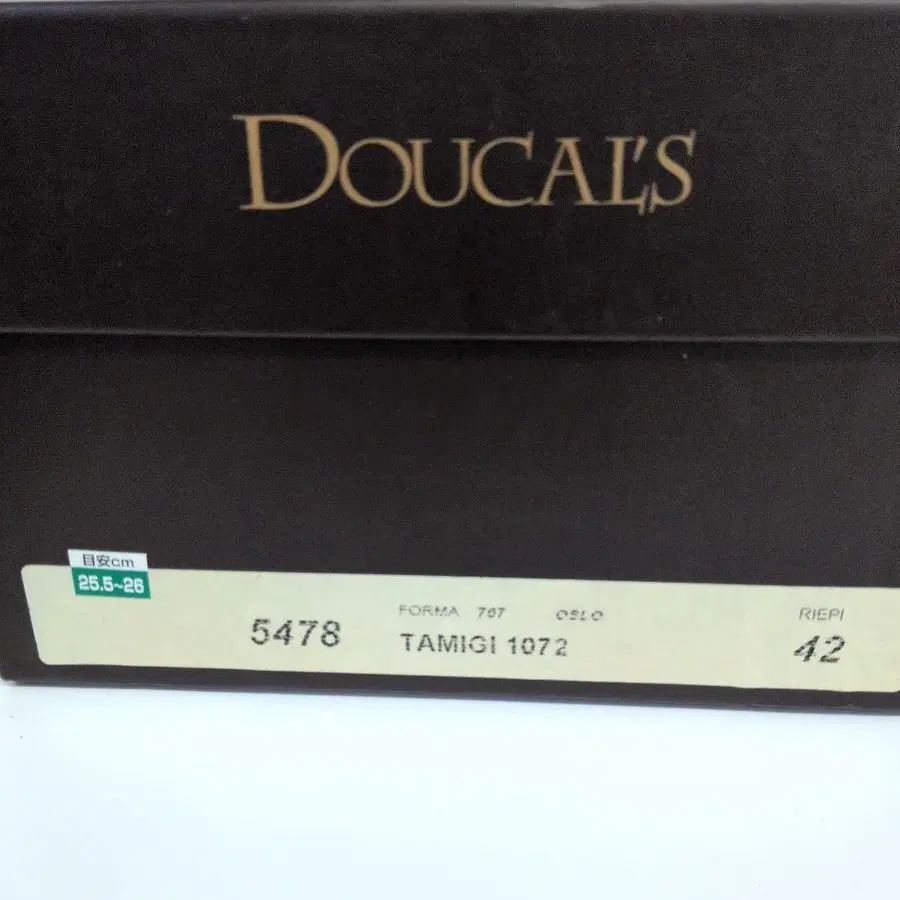 DOUCAL'S
目安cm
25.5~26
FORMA 767 OSLO RIEPI
5478 TAMIGI 1072 42